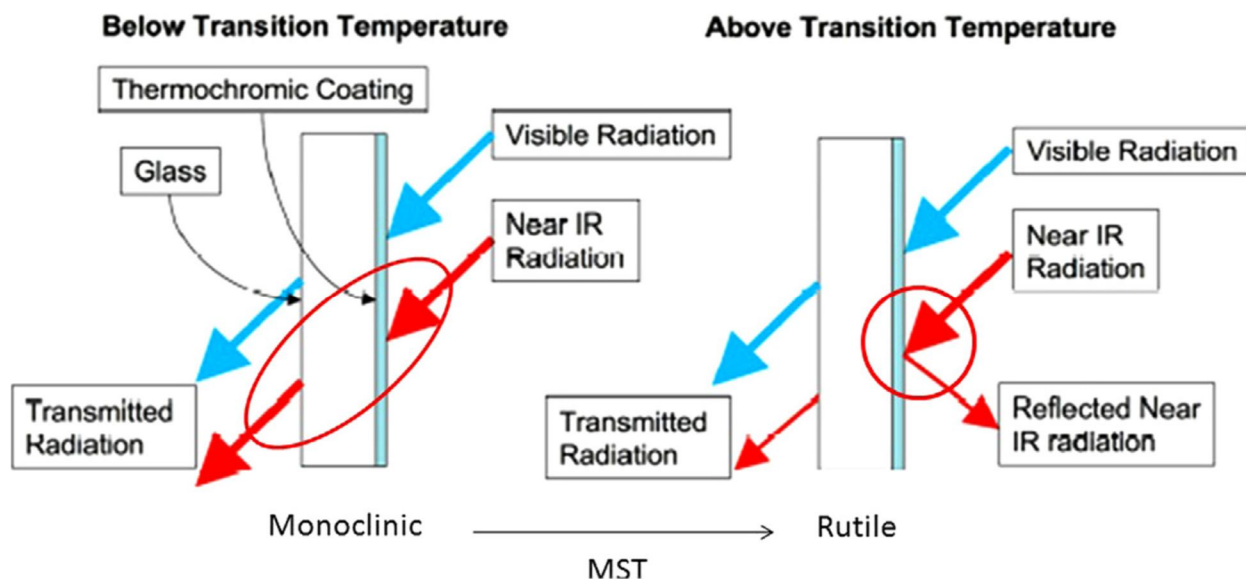 Below Transition Temperature
Above Transition Temperature
Thermochromic Coating
Glass
Visible Radiation
Near IR
Radiation
Transmitted
Radiation
Visible Radiation
Near IR
Radiation
Transmitted
Radiation
Reflected Near
IR radiation
Monoclinic
Rutile
MST